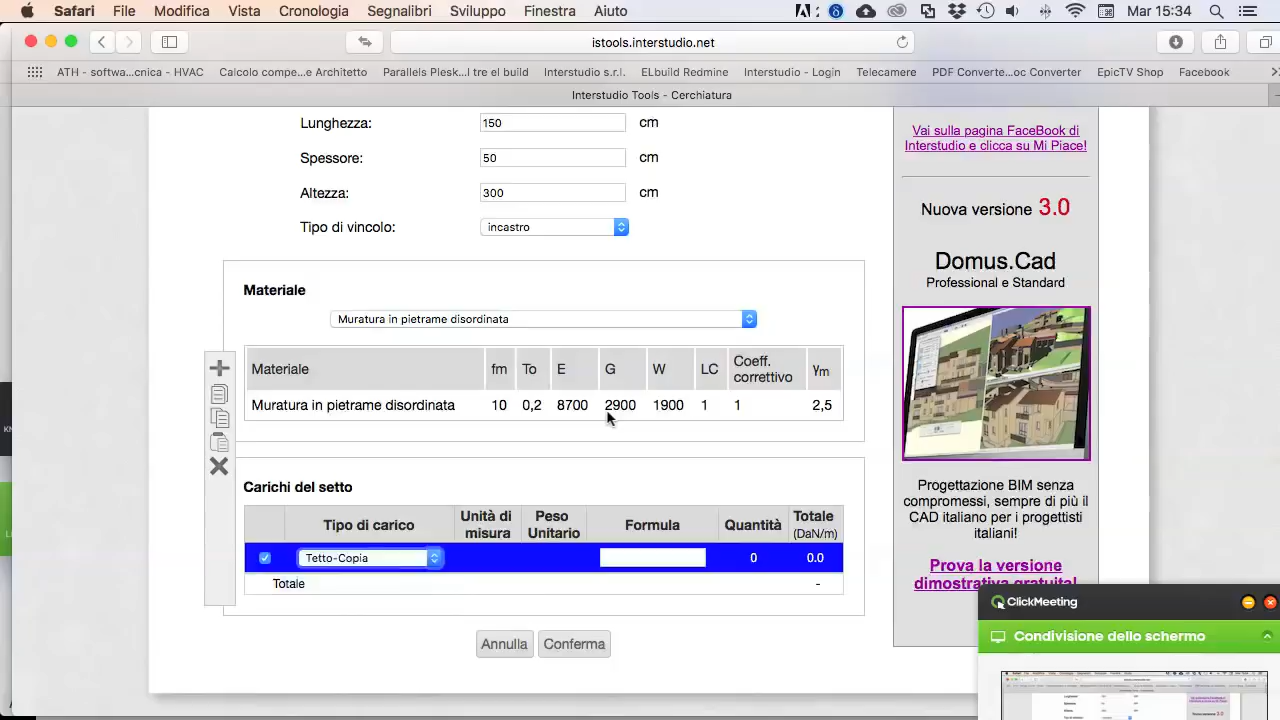 Safari File Modifica Vista Cronologia Segnalibri Sviluppo Finestra Aiuto Mar 15:34
istools.interstudio.net
ATH - softwa...cnica - HVAC Calcolo compe...e Architetto Parallels Plesk...l tre el build Interstudio s.r.l. ELbuild Redmine Interstudio - Login Telecamere PDF Converte...oc Converter EpicTV Shop Facebook
Interstudio Tools - Cerchiatura
Lunghezza: 150 cm
Spessore: 50 cm
Altezza: 300 cm
Tipo di vincolo: incastro
Materiale
Muratura in pietrame disordinata
Materiale fm To E G W LC Coeff. correttivo γm
Muratura in pietrame disordinata 10 0,2 8700 2900 1900 1 1 2,5
Carichi del setto
Tipo di carico Unità di misura Peso Unitario Formula Quantità Totale (DaN/m)
Tetto-Copia 0 0.0
Totale -
Annulla Conferma
Vai sulla pagina FaceBook di
Interstudio e clicca su Mi Piace!
Nuova versione 3.0
Domus.Cad
Professional e Standard
Progettazione BIM senza
compromessi, sempre di più il
CAD italiano per i progettisti
italiani!
Prova la versione
dimostrativa gratuita!
ClickMeeting
Condivisione dello schermo